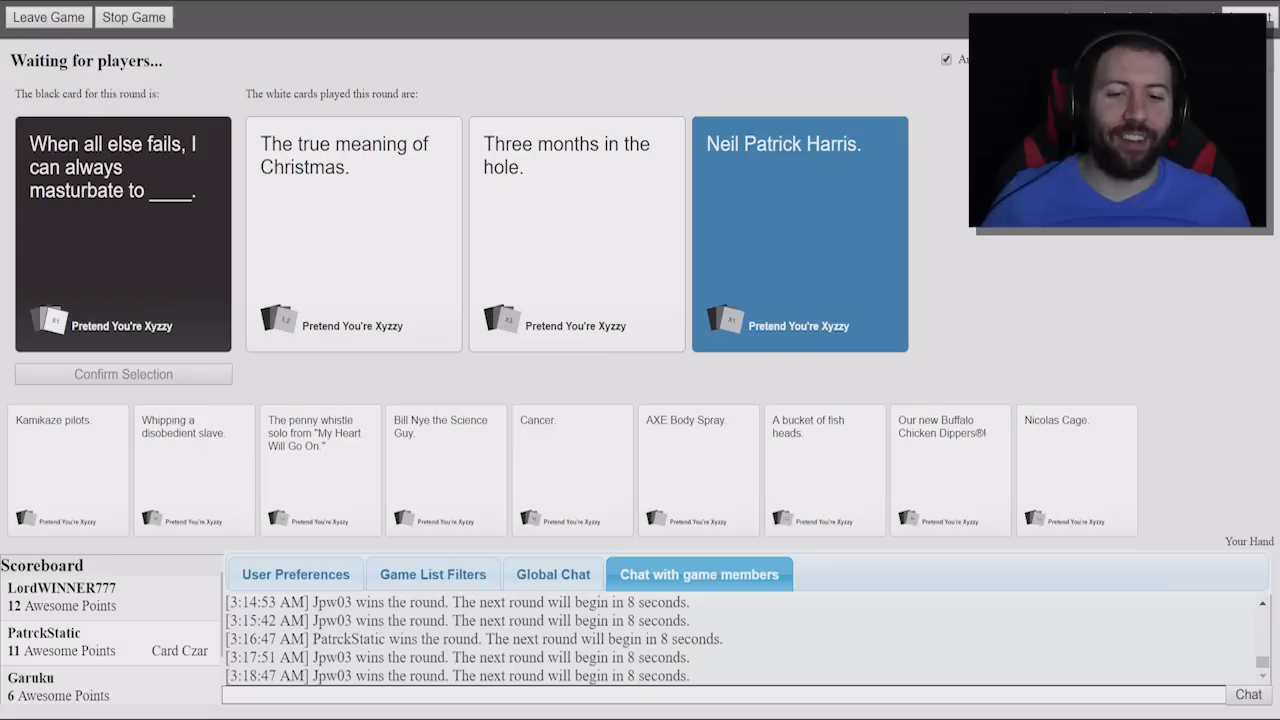 Leave Game
Stop Game
Waiting for players...
The black card for this round is:
The white cards played this round are:
When all else fails, I
can always
masturbate to ____.
X1
Pretend You're Xyzzy
The true meaning of
Christmas.
1.2
Pretend You're Xyzzy
Three months in the
hole.
X3
Pretend You're Xyzzy
Neil Patrick Harris.
X1
Pretend You're Xyzzy
Confirm Selection
Kamikaze pilots.
Pretend You're Xyzzy
Whipping a
disobedient slave.
Pretend You're Xyzzy
The penny whistle
solo from "My Heart
Will Go On."
Pretend You're Xyzzy
Bill Nye the Science
Guy.
Pretend You're Xyzzy
Cancer.
Pretend You're Xyzzy
AXE Body Spray.
Pretend You're Xyzzy
A bucket of fish
heads.
Pretend You're Xyzzy
Our new Buffalo
Chicken Dippers®!
Pretend You're Xyzzy
Nicolas Cage.
Pretend You're Xyzzy
Your Hand
Scoreboard
LordWINNER777
12 Awesome Points
PatrckStatic
11 Awesome Points
Card Czar
Garuku
6 Awesome Points
User Preferences
Game List Filters
Global Chat
Chat with game members
[3:14:53 AM] Jpw03 wins the round. The next round will begin in 8 seconds.
[3:15:42 AM] Jpw03 wins the round. The next round will begin in 8 seconds.
[3:16:47 AM] PatrckStatic wins the round. The next round will begin in 8 seconds.
[3:17:51 AM] Jpw03 wins the round. The next round will begin in 8 seconds.
[3:18:47 AM] Jpw03 wins the round. The next round will begin in 8 seconds.
Chat